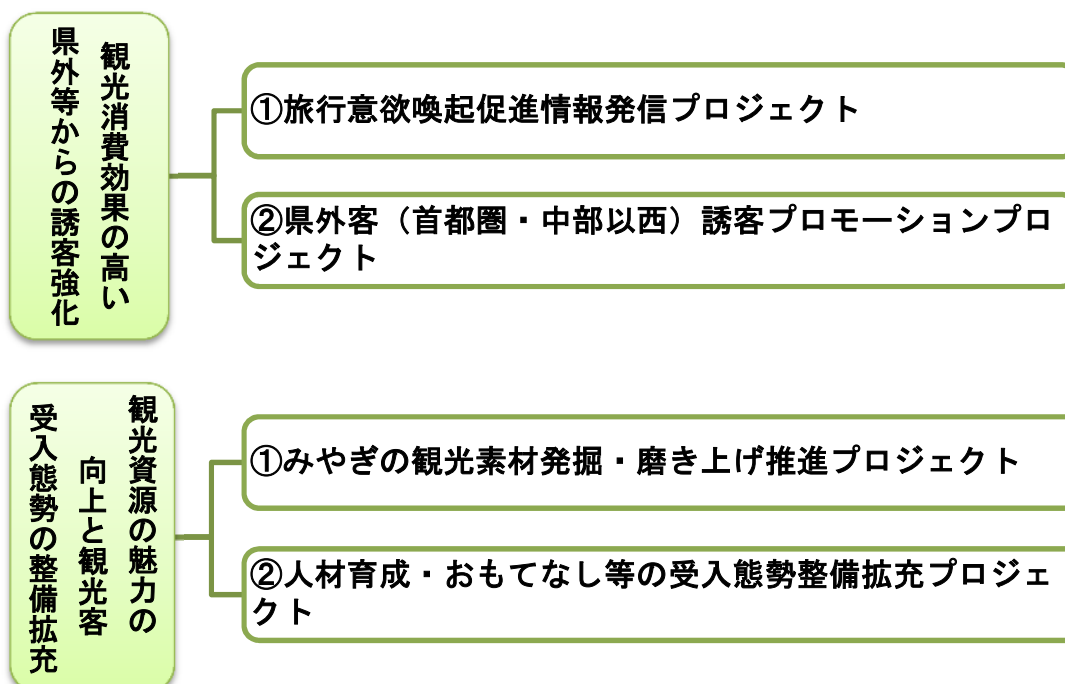 観光消費効果の高い
県外等からの誘客強化
①旅行意欲喚起促進情報発信プロジェクト
②県外客（首都圏・中部以西）誘客プロモーションプロ
ジェクト
観光資源の魅力の
向上と観光客
受入態勢の整備拡充
①みやぎの観光素材発掘・磨き上げ推進プロジェクト
②人材育成・おもてなし等の受入態勢整備拡充プロジェ
クト